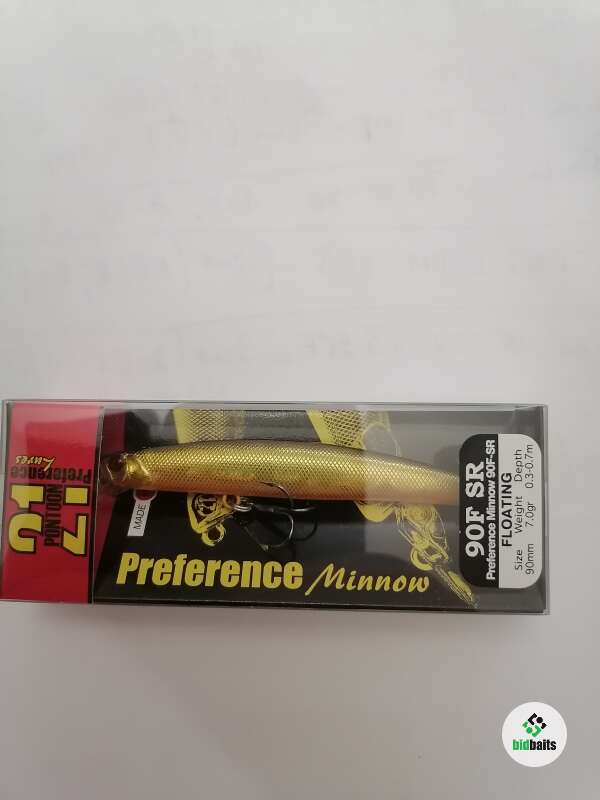 21
PONTOON
Preference
Lures
MADE
Preference Minnow
90F SR
Preference Minnow 90F-SR
FLOATING
Size Weight Depth
90mm 7.0gr 0.3-0.7m
bidbaits